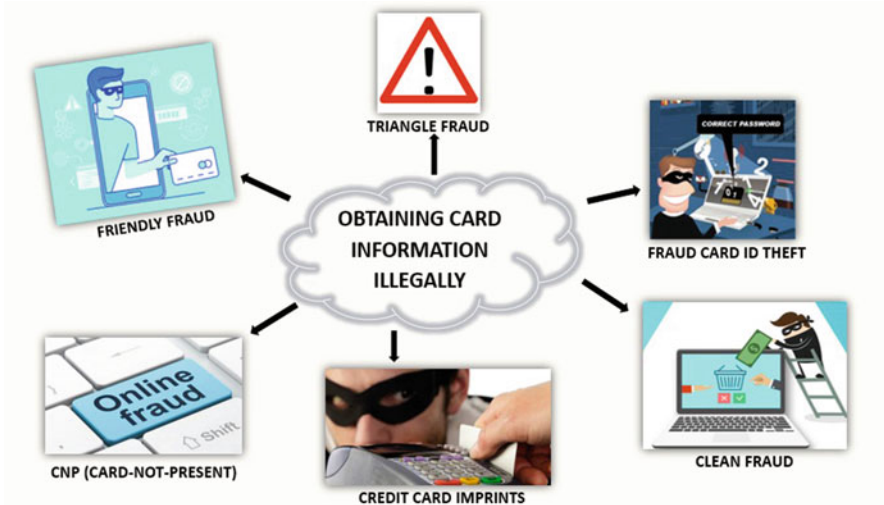 TRIANGLE FRAUD
CORRECT PASSWORD
FRIENDLY FRAUD
OBTAINING CARD
INFORMATION
ILLEGALLY
FRAUD CARD ID THEFT
Online
fraud
Shift
CNP (CARD-NOT-PRESENT)
CREDIT CARD IMPRINTS
CLEAN FRAUD